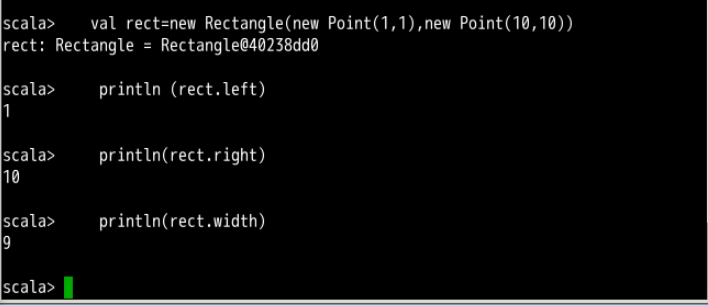 scala>    val rect=new Rectangle(new Point(1,1),new Point(10,10))
rect: Rectangle = Rectangle@40238dd0
scala>     println (rect.left)
1
scala>     println(rect.right)
10
scala>     println(rect.width)
9
scala>